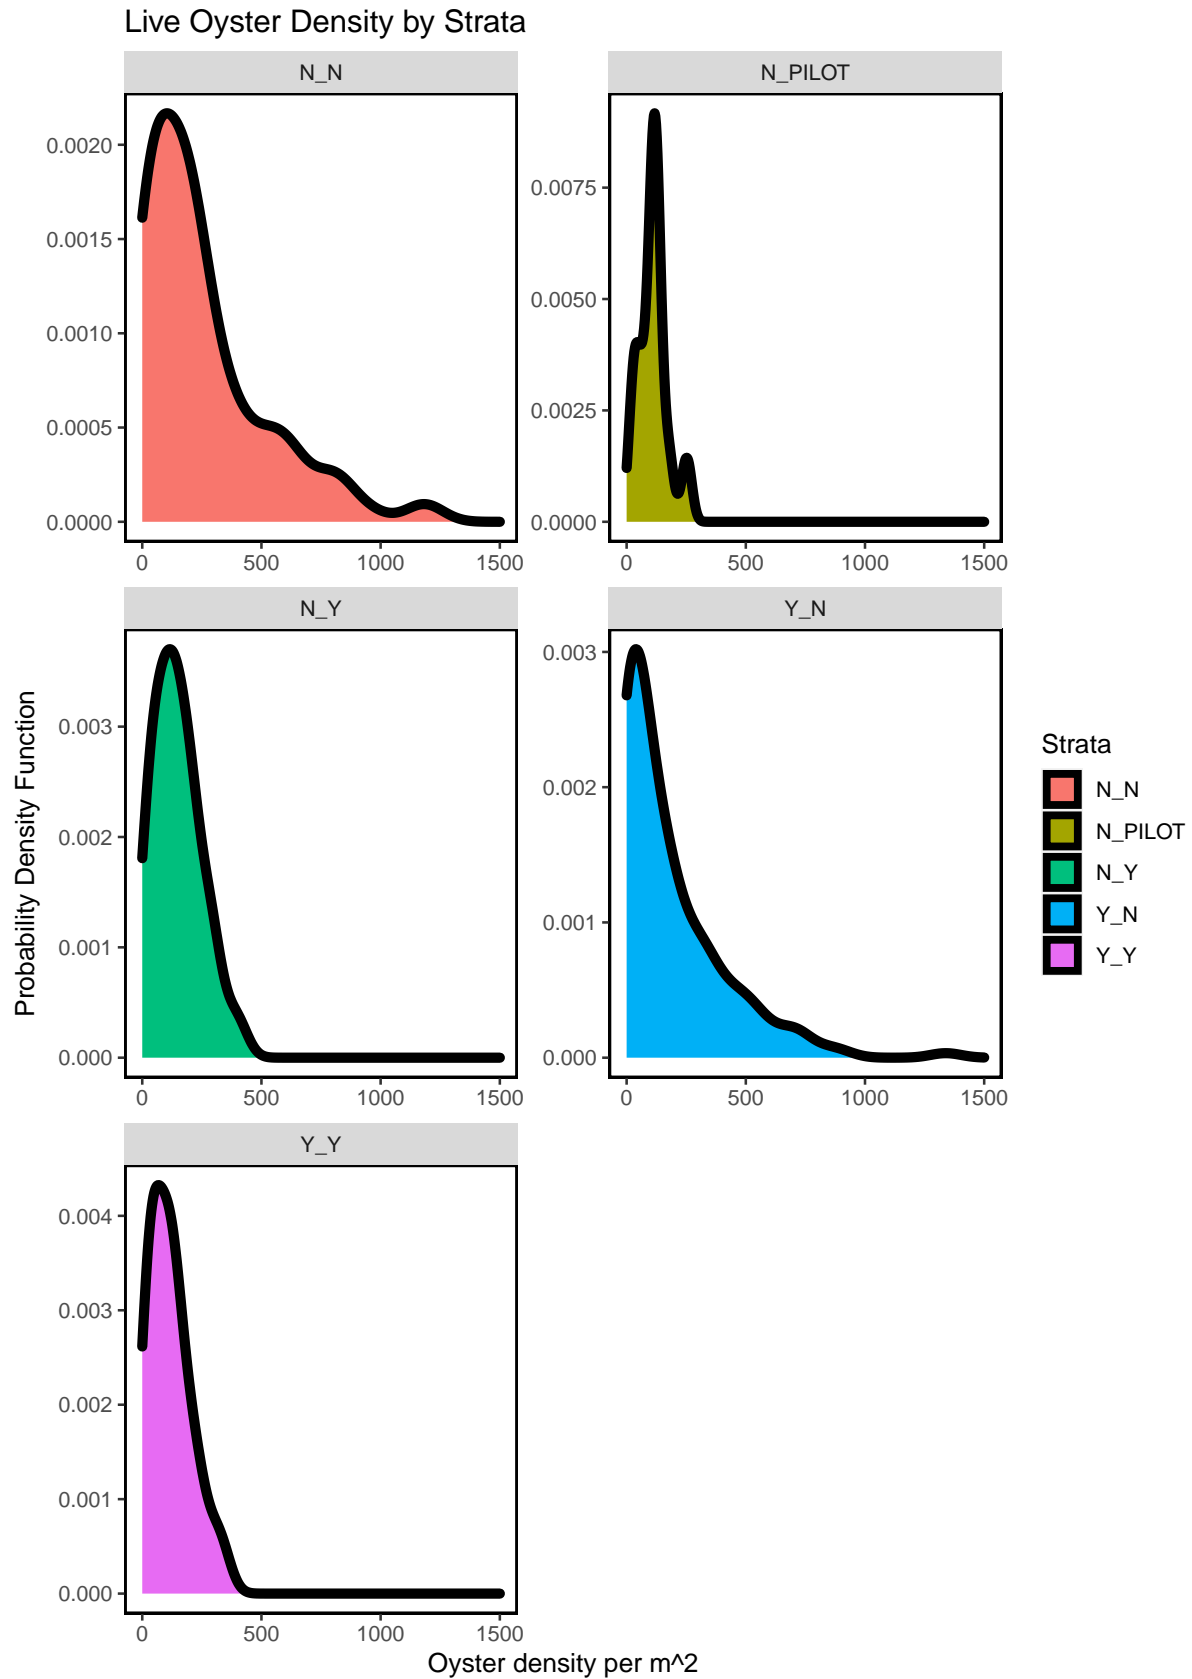 Live Oyster Density by Strata
N_N
N_PILOT
0.0020
0.0015
0.0010
0.0005
0.0000
0 500 1000 1500
0.0075
0.0050
0.0025
0.0000
0 500 1000 1500
N_Y
Y_N
Probability Density Function
0.003
0.002
0.001
0.000
0 500 1000 1500
0.003
0.002
0.001
0.000
0 500 1000 1500
Strata
N_N
N_PILOT
N_Y
Y_N
Y_Y
Y_Y
0.004
0.003
0.002
0.001
0.000
0 500 1000 1500
Oyster density per m^2